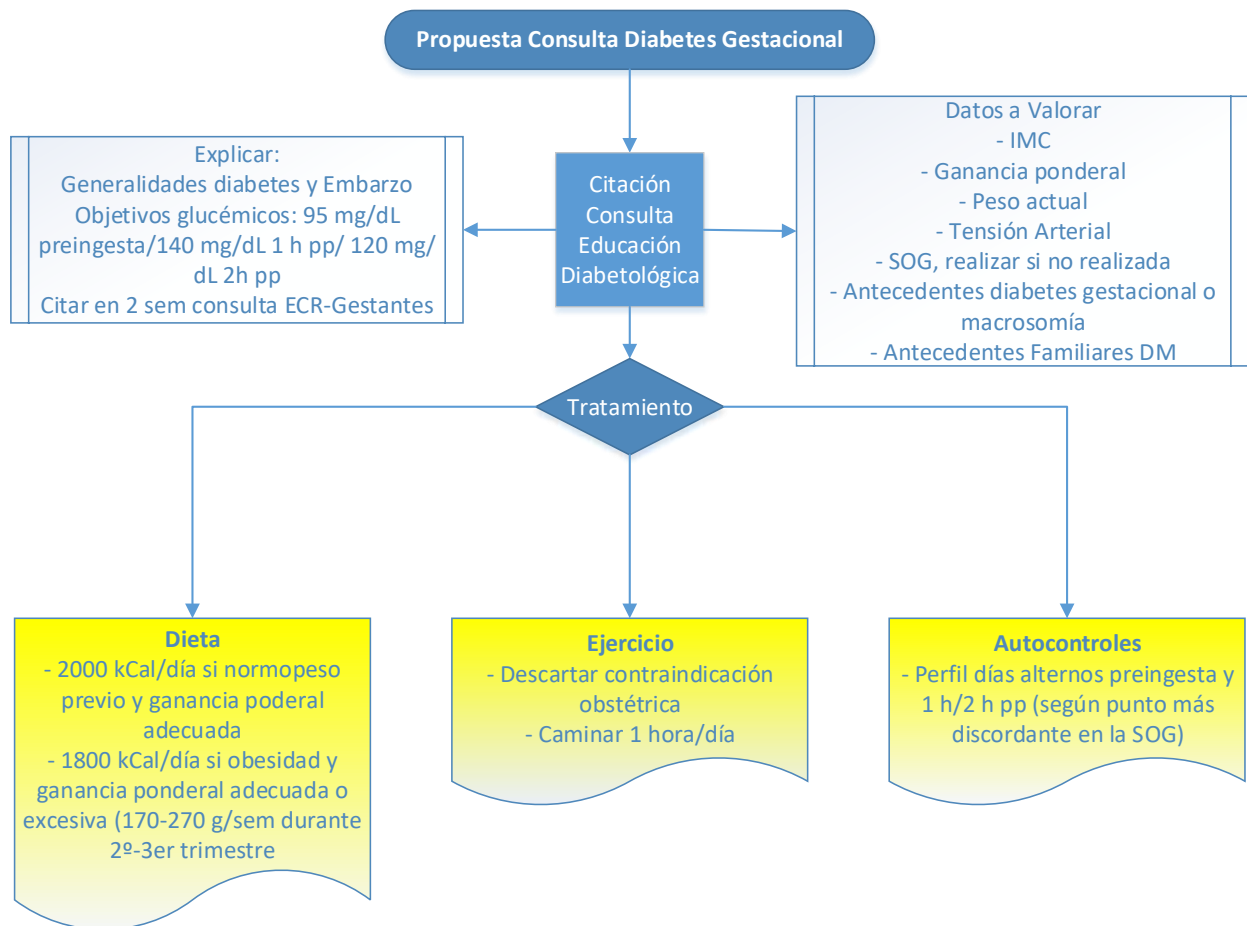 Propuesta Consulta Diabetes Gestacional
Explicar:
Generalidades diabetes y Embarzo
Objetivos glucémicos: 95 mg/dL
preingesta/140 mg/dL 1 h pp/ 120 mg/
dL 2h pp
Citar en 2 sem consulta ECR-Gestantes
Citación
Consulta
Educación
Diabetológica
Datos a Valorar
- IMC
- Ganancia ponderal
- Peso actual
- Tensión Arterial
- SOG, realizar si no realizada
- Antecedentes diabetes gestacional o
macrosomía
- Antecedentes Familiares DM
Tratamiento
Dieta
- 2000 kCal/día si normopeso
previo y ganancia poderal
adecuada
- 1800 kCal/día si obesidad y
ganancia ponderal adecuada o
excesiva (170-270 g/sem durante
2º-3er trimestre
Ejercicio
- Descartar contraindicación
obstétrica
- Caminar 1 hora/día
Autocontroles
- Perfil días alternos preingesta y
1 h/2 h pp (según punto más
discordante en la SOG)